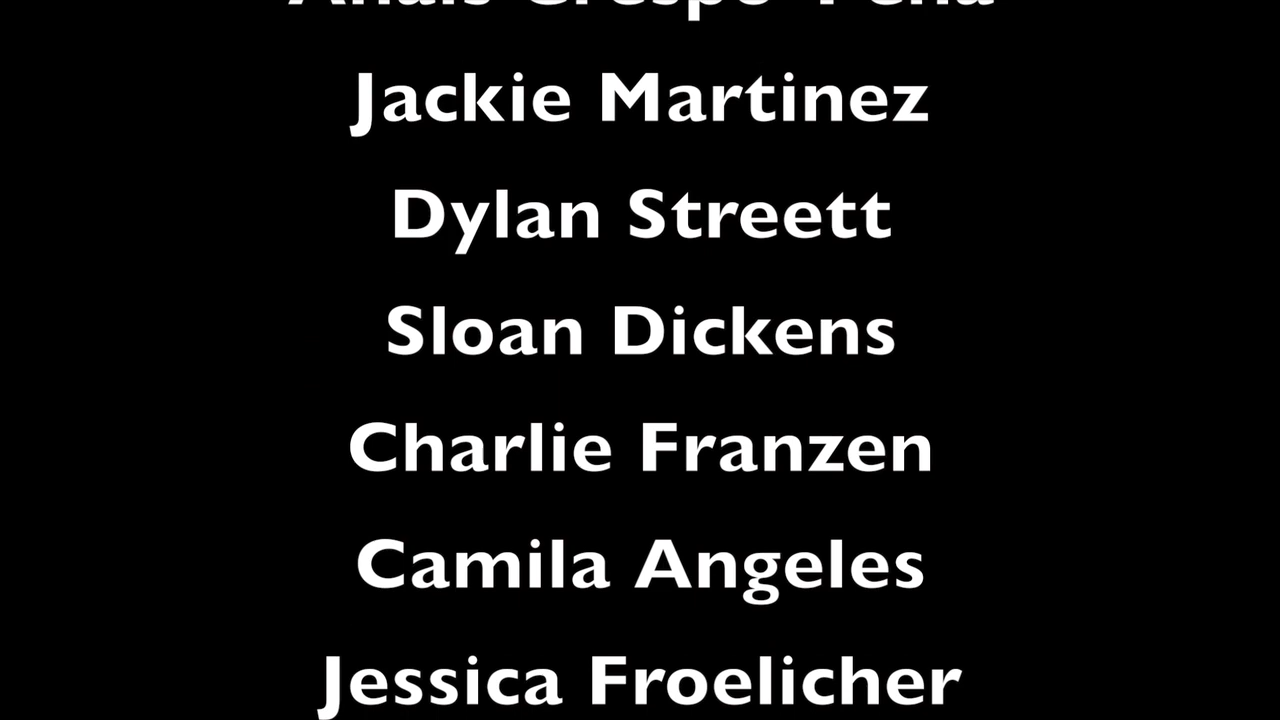 Jackie Martinez
Dylan Streett
Sloan Dickens
Charlie Franzen
Camila Angeles
Jessica Froelicher